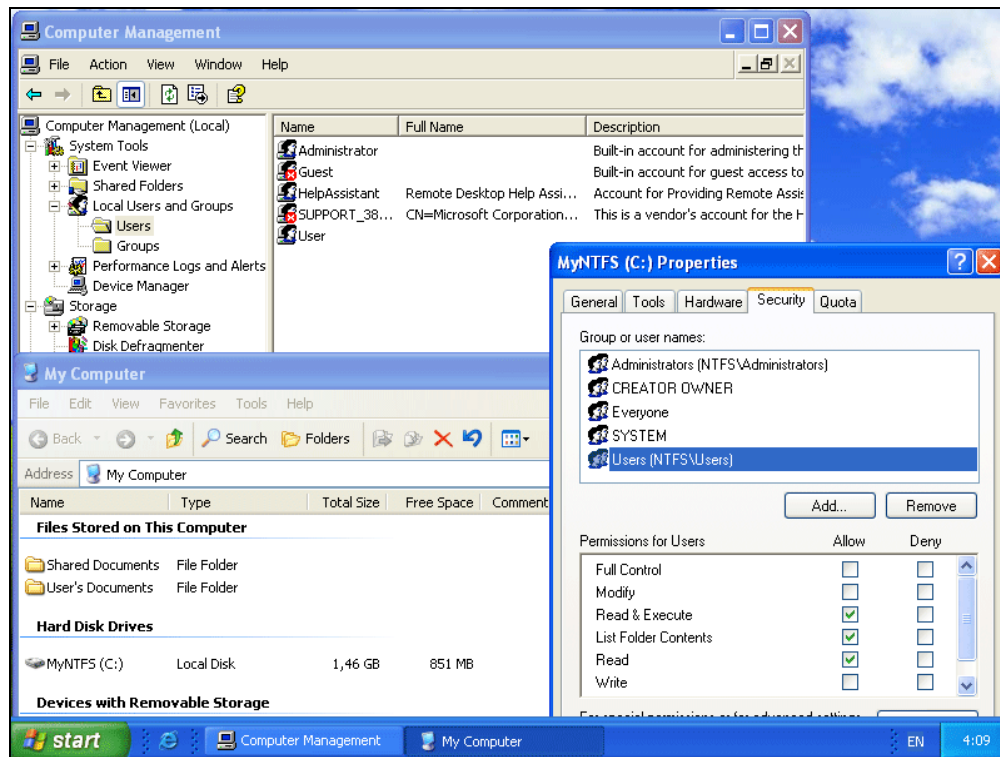 Computer Management
File Action View Window Help
Computer Management (Local)
System Tools
Event Viewer
Shared Folders
Local Users and Groups
Users
Groups
Performance Logs and Alerts
Device Manager
Storage
Removable Storage
Disk Defragmenter
Name Full Name Description
Administrator Built-in account for administering th
Guest Built-in account for guest access to
HelpAssistant Remote Desktop Help Assi... Account for Providing Remote Assis
SUPPORT_38... CN=Microsoft Corporation... This is a vendor's account for the H
User
MyNTFS (C:) Properties
General Tools Hardware Security Quota
Group or user names:
Administrators (NTFS\Administrators)
CREATOR OWNER
Everyone
SYSTEM
Users (NTFS\Users)
Add... Remove
Permissions for Users Allow Deny
Full Control
Modify
Read & Execute
List Folder Contents
Read
Write
My Computer
File Edit View Favorites Tools Help
Back Search Folders
Address My Computer
Name Type Total Size Free Space Comment
Files Stored on This Computer
Shared Documents File Folder
User's Documents File Folder
Hard Disk Drives
MyNTFS (C:) Local Disk 1,46 GB 851 MB
Devices with Removable Storage
start Computer Management My Computer EN 4:09